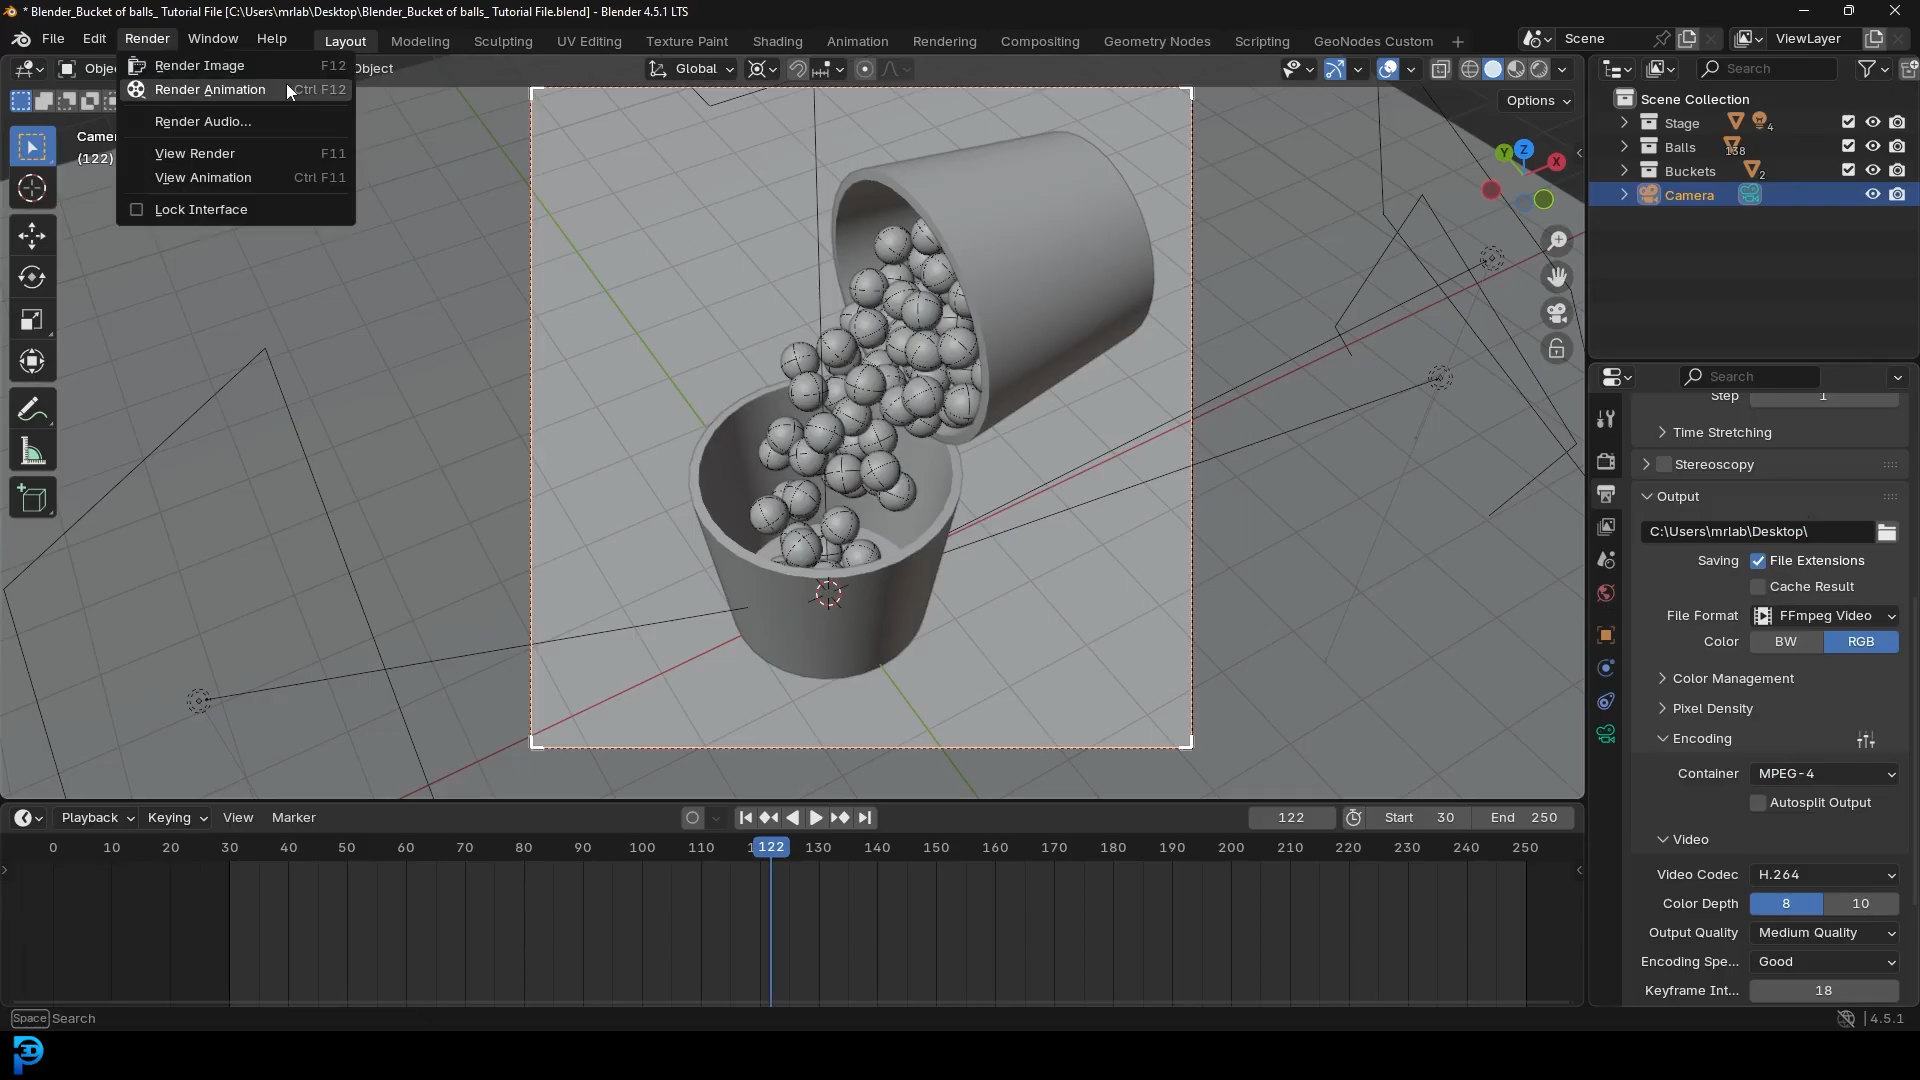 * Blender_Bucket of balls_ Tutorial File [C:\Users\mrlab\Desktop\Blender_Bucket of balls_ Tutorial File.blend] - Blender 4.5.1 LTS
File Edit Render Window Help Layout Modeling Sculpting UV Editing Texture Paint Shading Animation Rendering Compositing Geometry Nodes Scripting GeoNodes Custom + Scene ViewLayer
Object Global Search
Render Image F12
Render Animation Ctrl F12
Render Audio...
View Render F11
View Animation Ctrl F11
Lock Interface
Options
(122)
Z
Y
X
Scene Collection
Stage 4
Balls 138
Buckets 2
Camera
Search
Step 1
Time Stretching
Stereoscopy
Output
C:\Users\mrlab\Desktop\
Saving File Extensions
Cache Result
File Format FFmpeg Video
Color BW RGB
Color Management
Pixel Density
Encoding
Container MPEG-4
Autosplit Output
Video
Video Codec H.264
Color Depth 8 10
Output Quality Medium Quality
Encoding Spe... Good
Keyframe Int... 18
Playback Keying View Marker 122 Start 30 End 250
0 10 20 30 40 50 60 70 80 90 100 110 122 130 140 150 160 170 180 190 200 210 220 230 240 250
Space Search 4.5.1